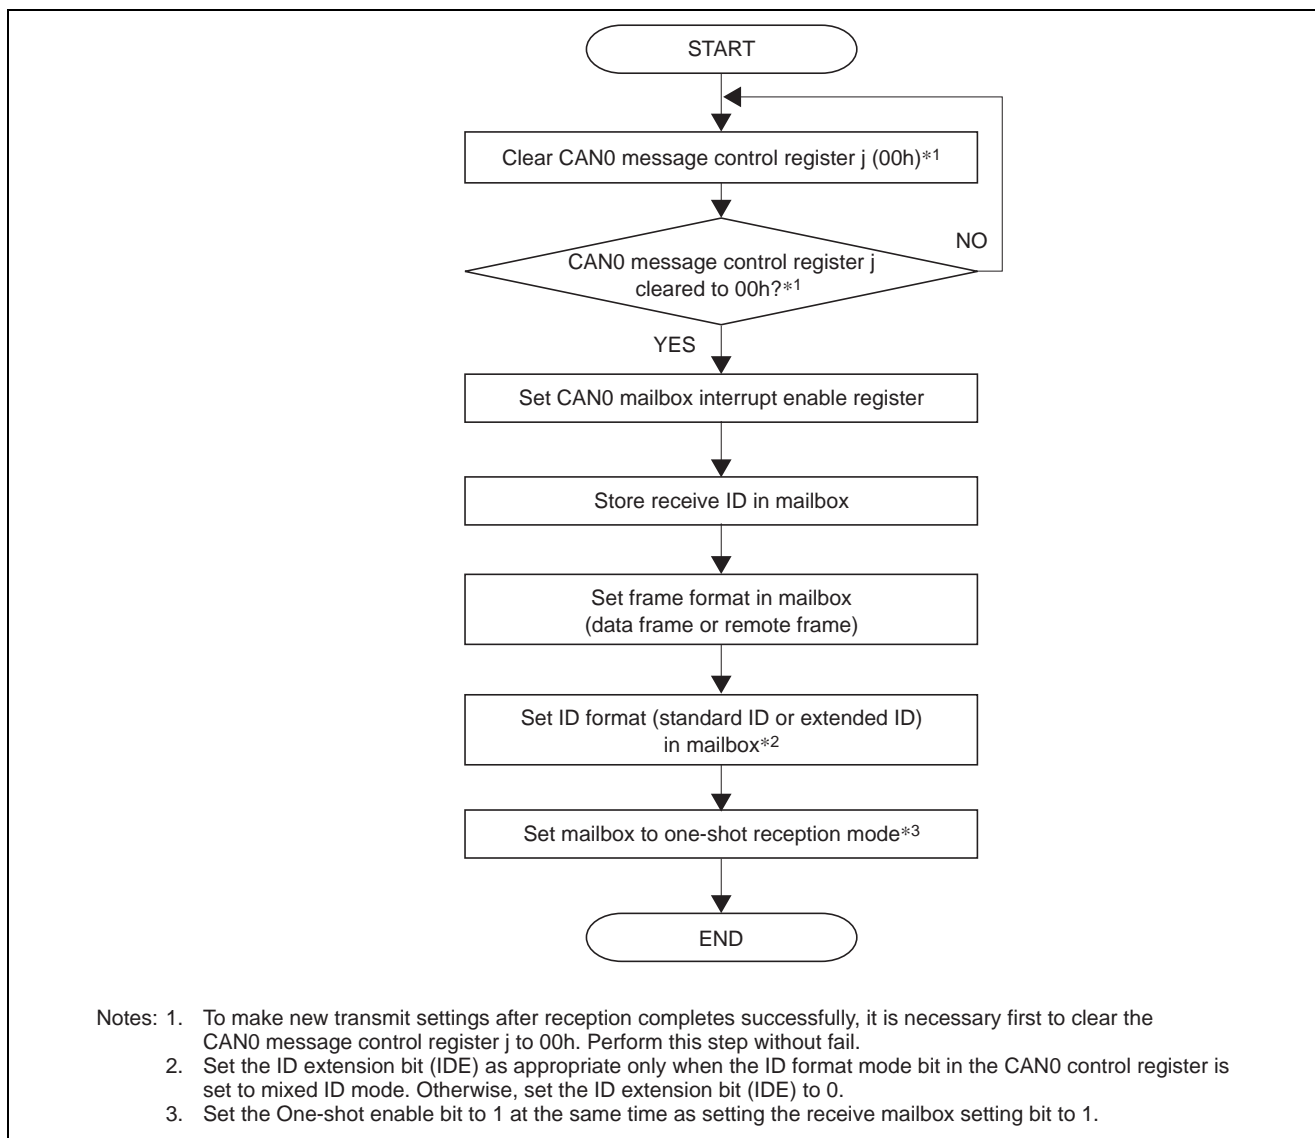 START
Clear CAN0 message control register j (00h)*1
NO
CAN0 message control register j
cleared to 00h?*1
YES
Set CAN0 mailbox interrupt enable register
Store receive ID in mailbox
Set frame format in mailbox
(data frame or remote frame)
Set ID format (standard ID or extended ID)
in mailbox*2
Set mailbox to one-shot reception mode*3
END
Notes: 1. To make new transmit settings after reception completes successfully, it is necessary first to clear the
CAN0 message control register j to 00h. Perform this step without fail.
2. Set the ID extension bit (IDE) as appropriate only when the ID format mode bit in the CAN0 control register is
set to mixed ID mode. Otherwise, set the ID extension bit (IDE) to 0.
3. Set the One-shot enable bit to 1 at the same time as setting the receive mailbox setting bit to 1.